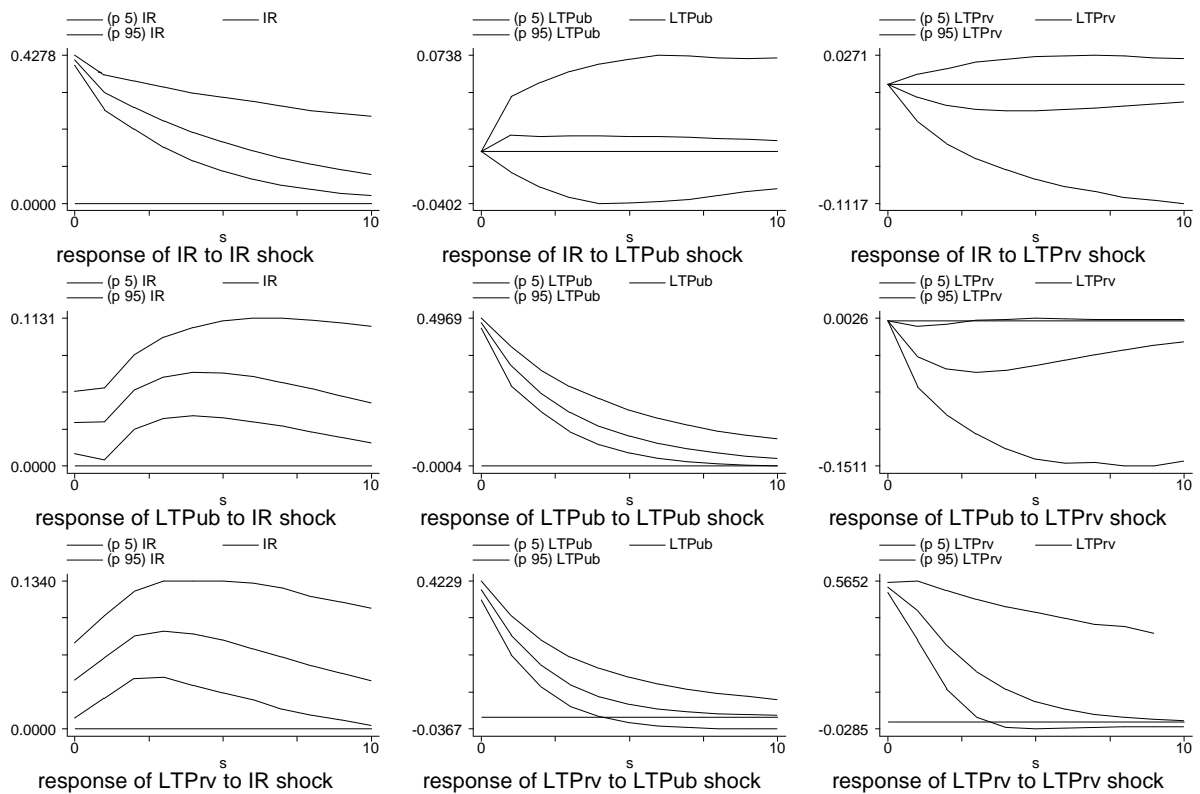 (p 5) IR IR
(p 95) IR
0.4278
0.0000
0 10
s
response of IR to IR shock
(p 5) LTPub LTPub
(p 95) LTPub
0.0738
-0.0402
0 10
s
response of IR to LTPub shock
(p 5) LTPrv LTPrv
(p 95) LTPrv
0.0271
-0.1117
0 10
s
response of IR to LTPrv shock
(p 5) IR IR
(p 95) IR
0.1131
0.0000
0 10
s
response of LTPub to IR shock
(p 5) LTPub LTPub
(p 95) LTPub
0.4969
-0.0004
0 10
s
response of LTPub to LTPub shock
(p 5) LTPrv LTPrv
(p 95) LTPrv
0.0026
-0.1511
0 10
s
response of LTPub to LTPrv shock
(p 5) IR IR
(p 95) IR
0.1340
0.0000
0 10
s
response of LTPrv to IR shock
(p 5) LTPub LTPub
(p 95) LTPub
0.4229
-0.0367
0 10
s
response of LTPrv to LTPub shock
(p 5) LTPrv LTPrv
(p 95) LTPrv
0.5652
-0.0285
0 10
s
response of LTPrv to LTPrv shock